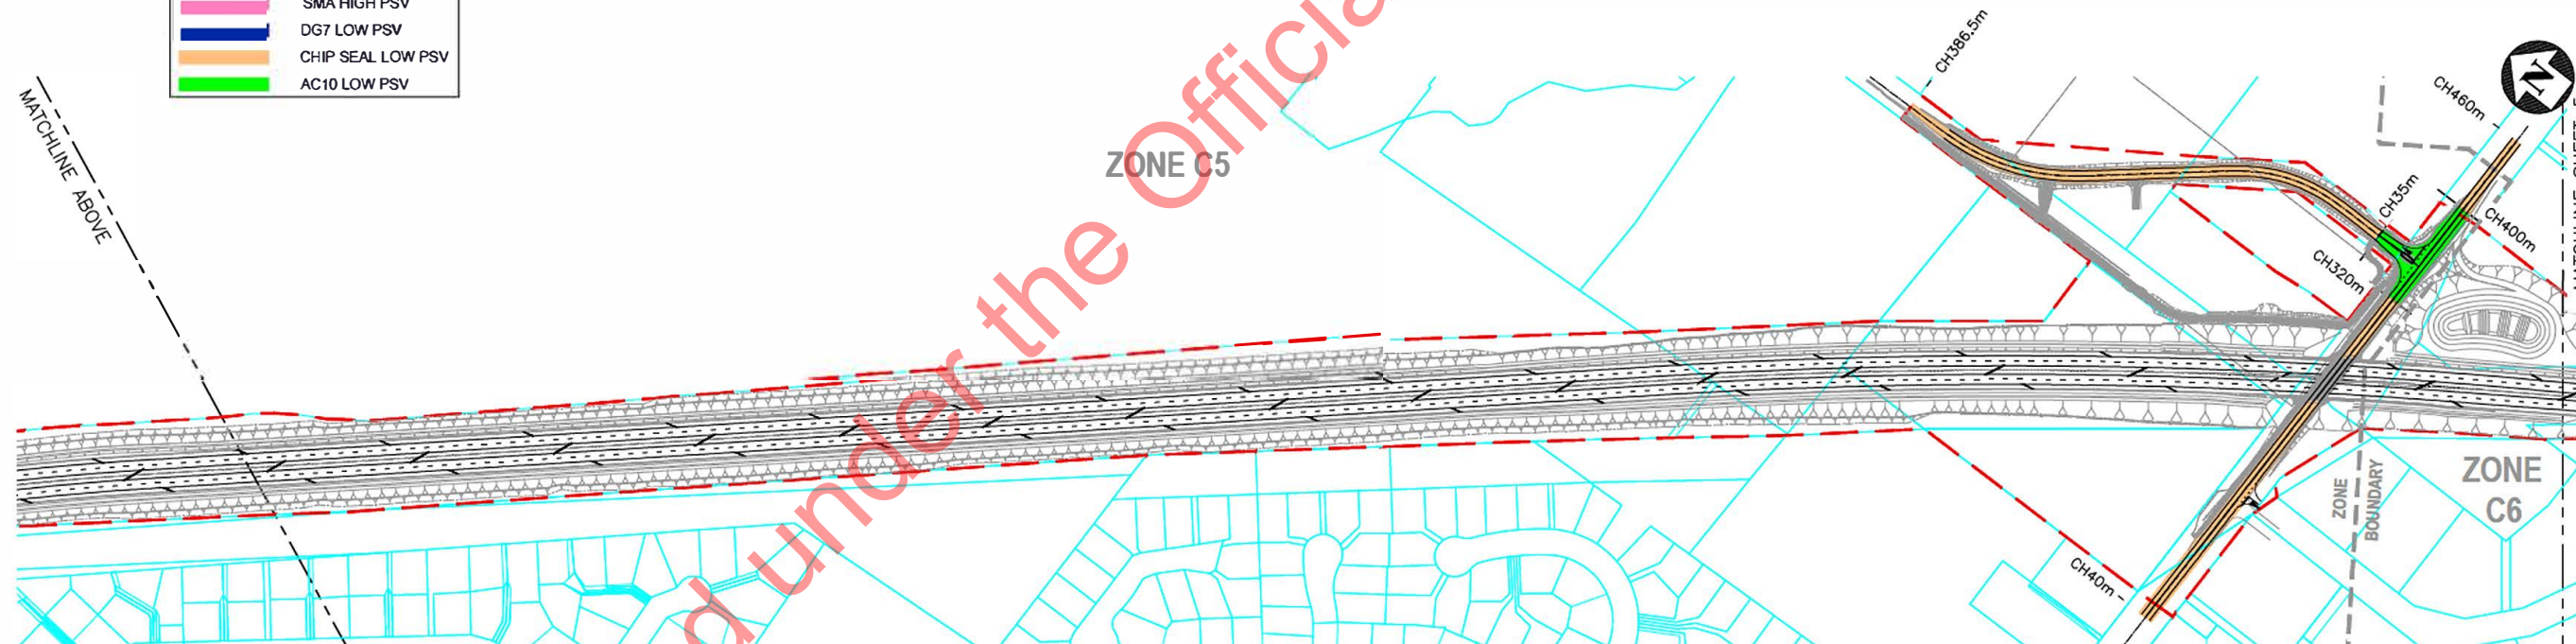 SMA HIGH PSV
DG7 LOW PSV
CHIP SEAL LOW PSV
AC10 LOW PSV
MATCHLINE ABOVE
ZONE C5
d under the Officia
CH386.5m
CH460m
N
CH35m
CH400m
CH320m
ZONE
C6
ZONE
BOUNDARY
CH40m